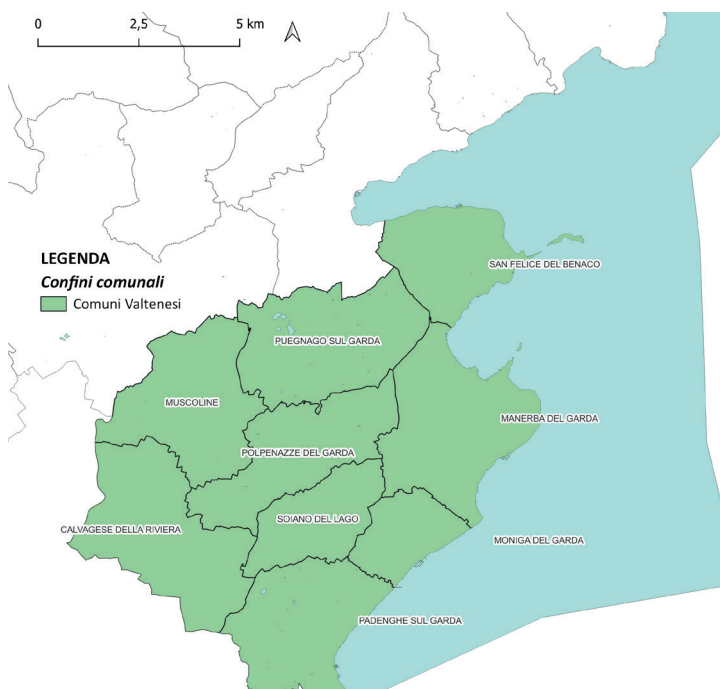 0 2,5 5 km
LEGENDA
Confini comunali
Comuni Valtenesi
SAN FELICE DEL BENACO
PUEGNAGO SUL GARDA
MUSCOLINE
MANERBA DEL GARDA
POLPENAZZE DEL GARDA
SOIANO DEL LAGO
CALVAGESE DELLA RIVIERA
MONIGA DEL GARDA
PADENGHE SUL GARDA